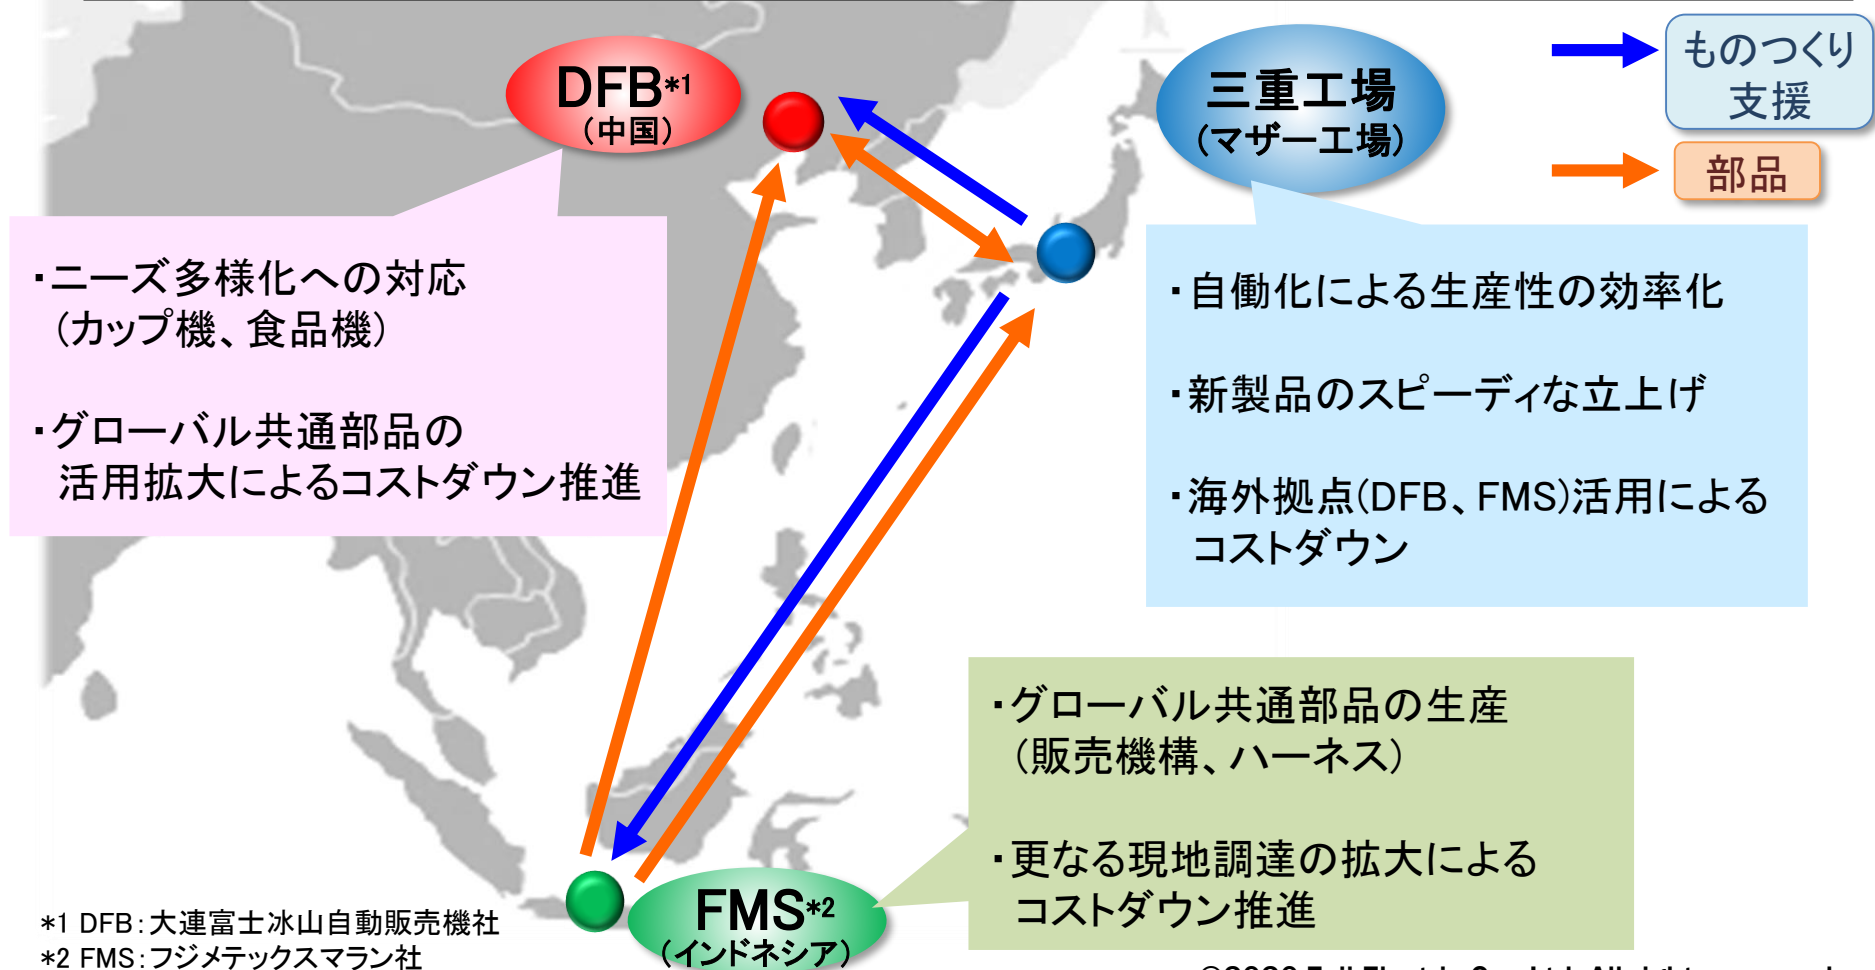 DFB*1
(中国)
三重工場
(マザー工場)
ものつくり
支援
部品
・ニーズ多様化への対応
(カップ機、食品機)
・グローバル共通部品の
活用拡大によるコストダウン推進
・自働化による生産性の効率化
・新製品のスピーディな立上げ
・海外拠点(DFB、FMS)活用による
コストダウン
・グローバル共通部品の生産
(販売機構、ハーネス)
・更なる現地調達の拡大による
コストダウン推進
FMS*2
(インドネシア)
*1 DFB:大連富士冰山自動販売機社
*2 FMS:フジメテックスマラン社